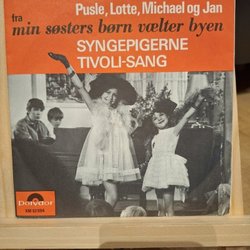 Pusle, Lotte, Michael og Jan
fra
min søsters børn vælter byen
SYNGEPIGERNE
TIVOLI-SANG
Polydor